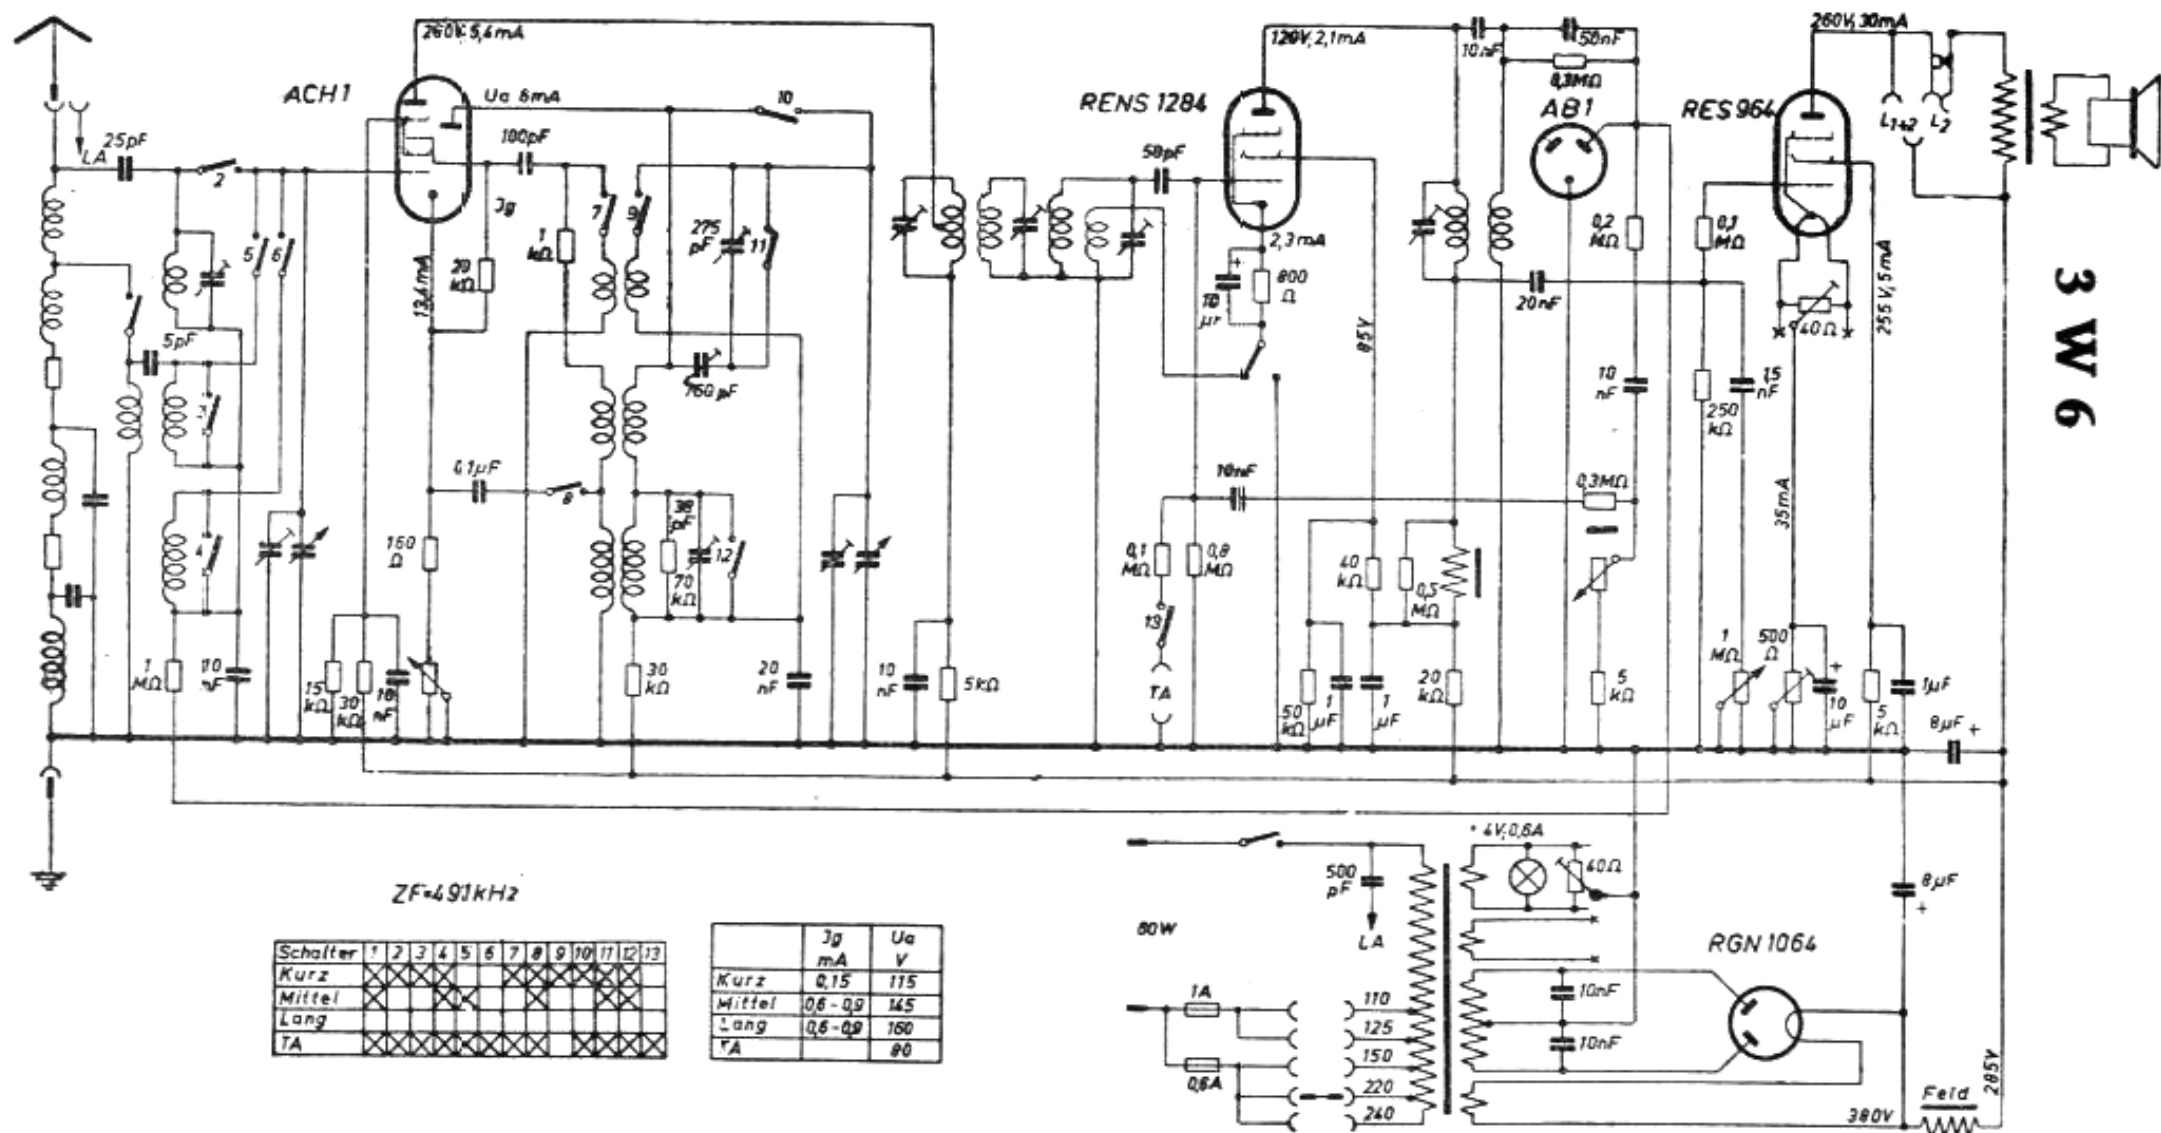 260V; 5,4mA
ACH1
Ua 8mA
10
100pF
25pF
LA
2
Jg
7
9
1
kΩ
275
pF
11
5
6
20
kΩ
13,4mA
5pF
3
760pF
0,1µF
8
38
pF
70
kΩ
12
4
160
Ω
1
MΩ
10
nF
15
kΩ
30
kΩ
10
nF
30
kΩ
20
nF
10
nF
5kΩ
120V, 2,1mA
RENS 1284
50pF
2,3mA
10
µF
800
Ω
85V
10nF
0,1
MΩ
0,8
MΩ
13
TA
40
kΩ
0,5
MΩ
50
kΩ
1
µF
1
µF
20
kΩ
10nF
50nF
0,3MΩ
AB1
0,2
MΩ
20nF
10
nF
0,3MΩ
5
kΩ
260V, 30mA
RES 964
L1+2
L2
0,1
MΩ
40Ω
255V, 5mA
250
kΩ
1,5
nF
35mA
1
MΩ
500
Ω
10
µF
5
kΩ
1µF
8µF
3 W 6
ZF=491kHz
Schalter 1 2 3 4 5 6 7 8 9 10 11 12 13
Kurz
Mittel
Lang
TA
Jg Ua
mA V
Kurz 0,15 115
Mittel 0,6-0,9 145
Lang 0,6-0,9 160
TA 80
* 4V; 0,6A
500
pF
LA
40Ω
60W
1A
0,6A
110
125
150
220
240
10nF
10nF
RGN 1064
8µF
380V
Feld
285V